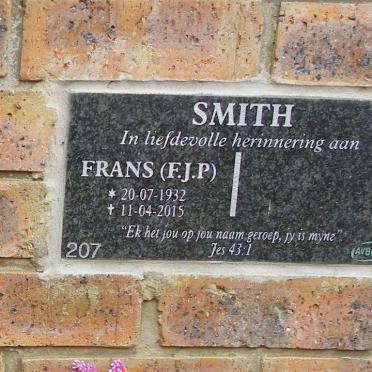 SMITH
In liefdevolle herinnering aan
FRANS (F.J.P)
* 20-07-1932
✝ 11-04-2015
"Ek het jou op jou naam geroep, jy is myne"
Jes 43:1
207